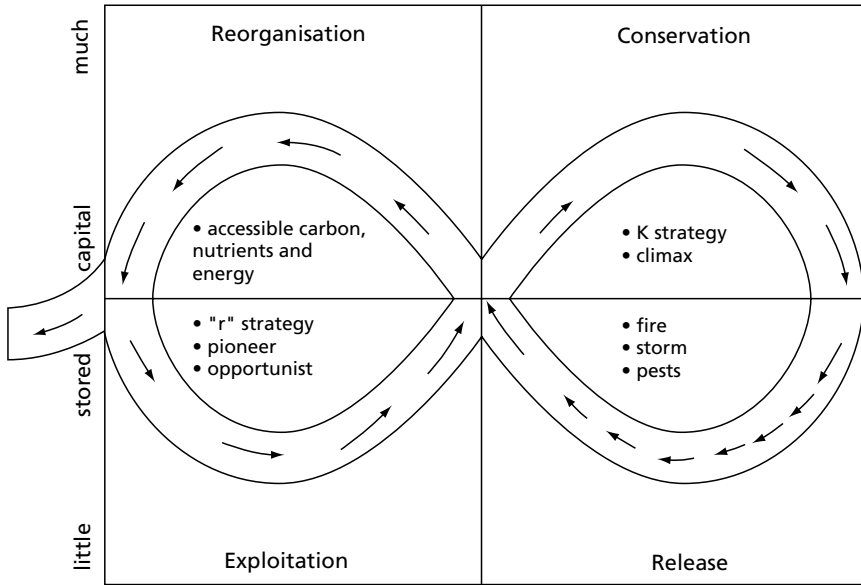 much
Reorganisation
Conservation
capital
• accessible carbon,
nutrients and
energy
• K strategy
• climax
stored
• "r" strategy
• pioneer
• opportunist
• fire
• storm
• pests
little
Exploitation
Release